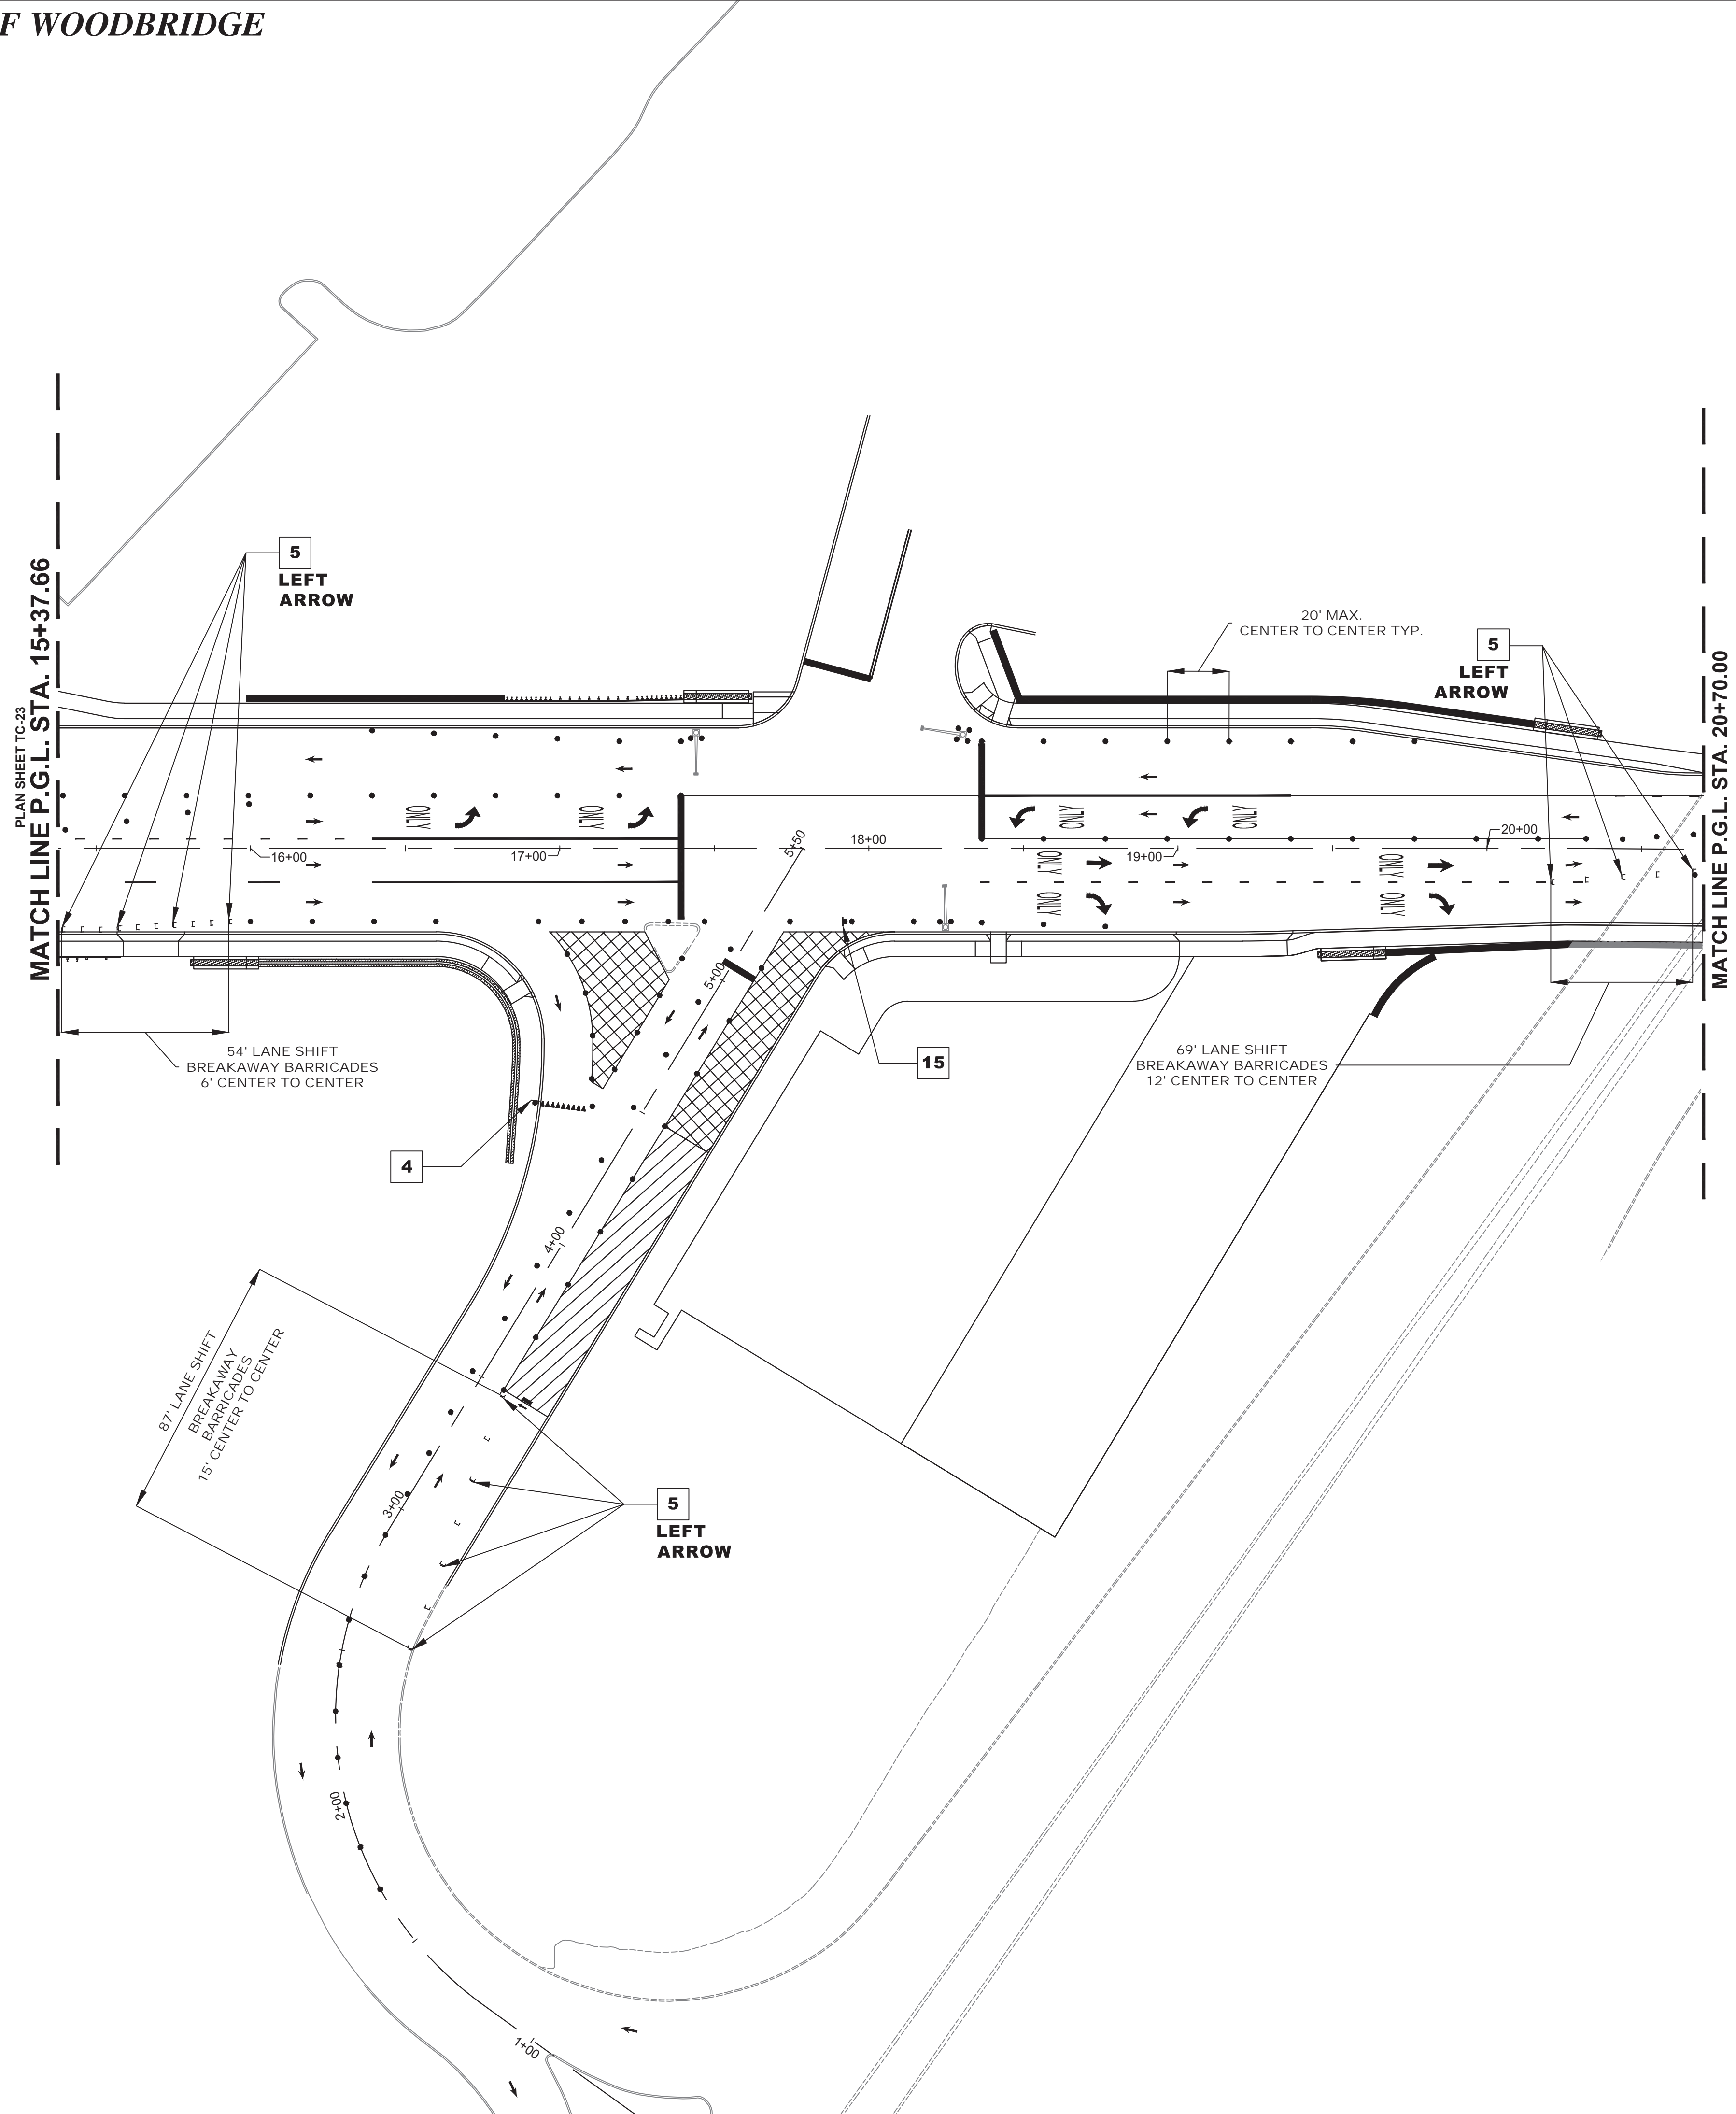 F WOODBRIDGE
PLAN SHEET TC-23
MATCH LINE P.G.L. STA. 15+37.66
5
LEFT
ARROW
20' MAX.
CENTER TO CENTER TYP.
5
LEFT
ARROW
MATCH LINE P.G.L. STA. 20+70.00
ONLY
ONLY
ONLY
ONLY
16+00
17+00
5+50
18+00
19+00
20+00
ONLY
ONLY
ONLY
ONLY
5+00
54' LANE SHIFT
BREAKAWAY BARRICADES
6' CENTER TO CENTER
15
69' LANE SHIFT
BREAKAWAY BARRICADES
12' CENTER TO CENTER
4
4+00
87' LANE SHIFT
BREAKAWAY
BARRICADES
15' CENTER TO CENTER
3+00
5
LEFT
ARROW
2+00
1+00